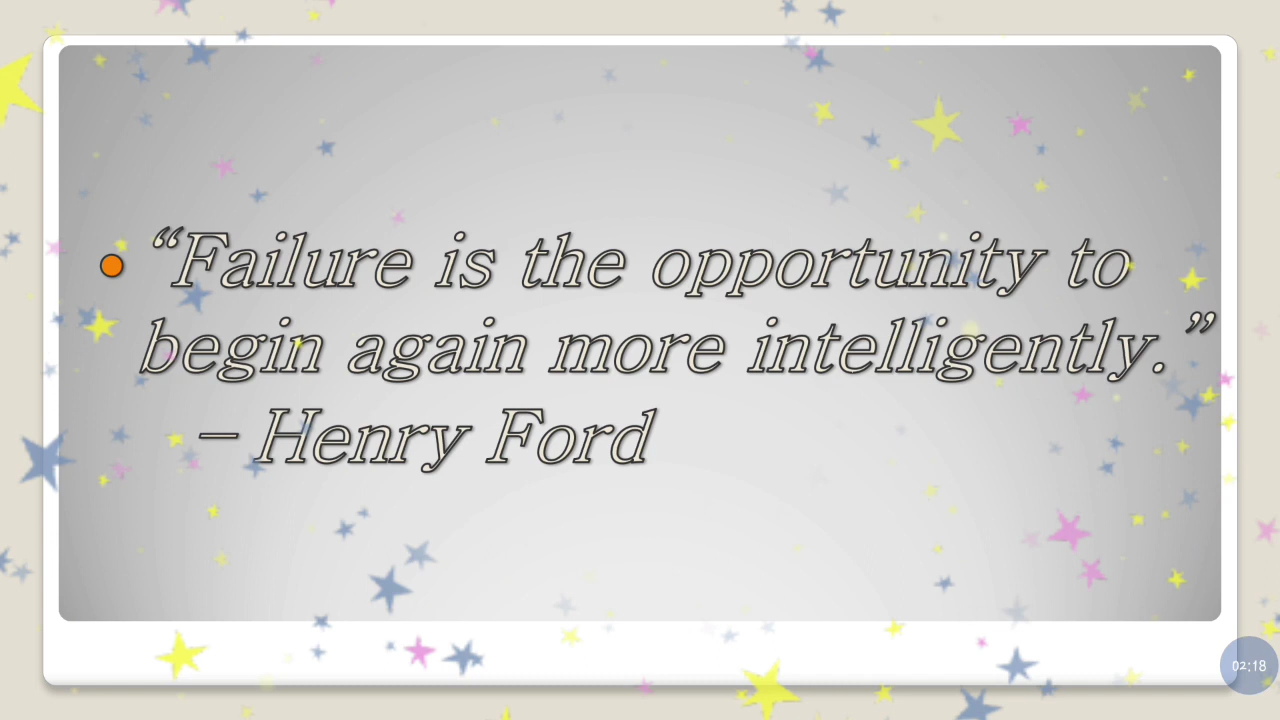 “Failure is the opportunity to
begin again more intelligently.”
– Henry Ford
02:18